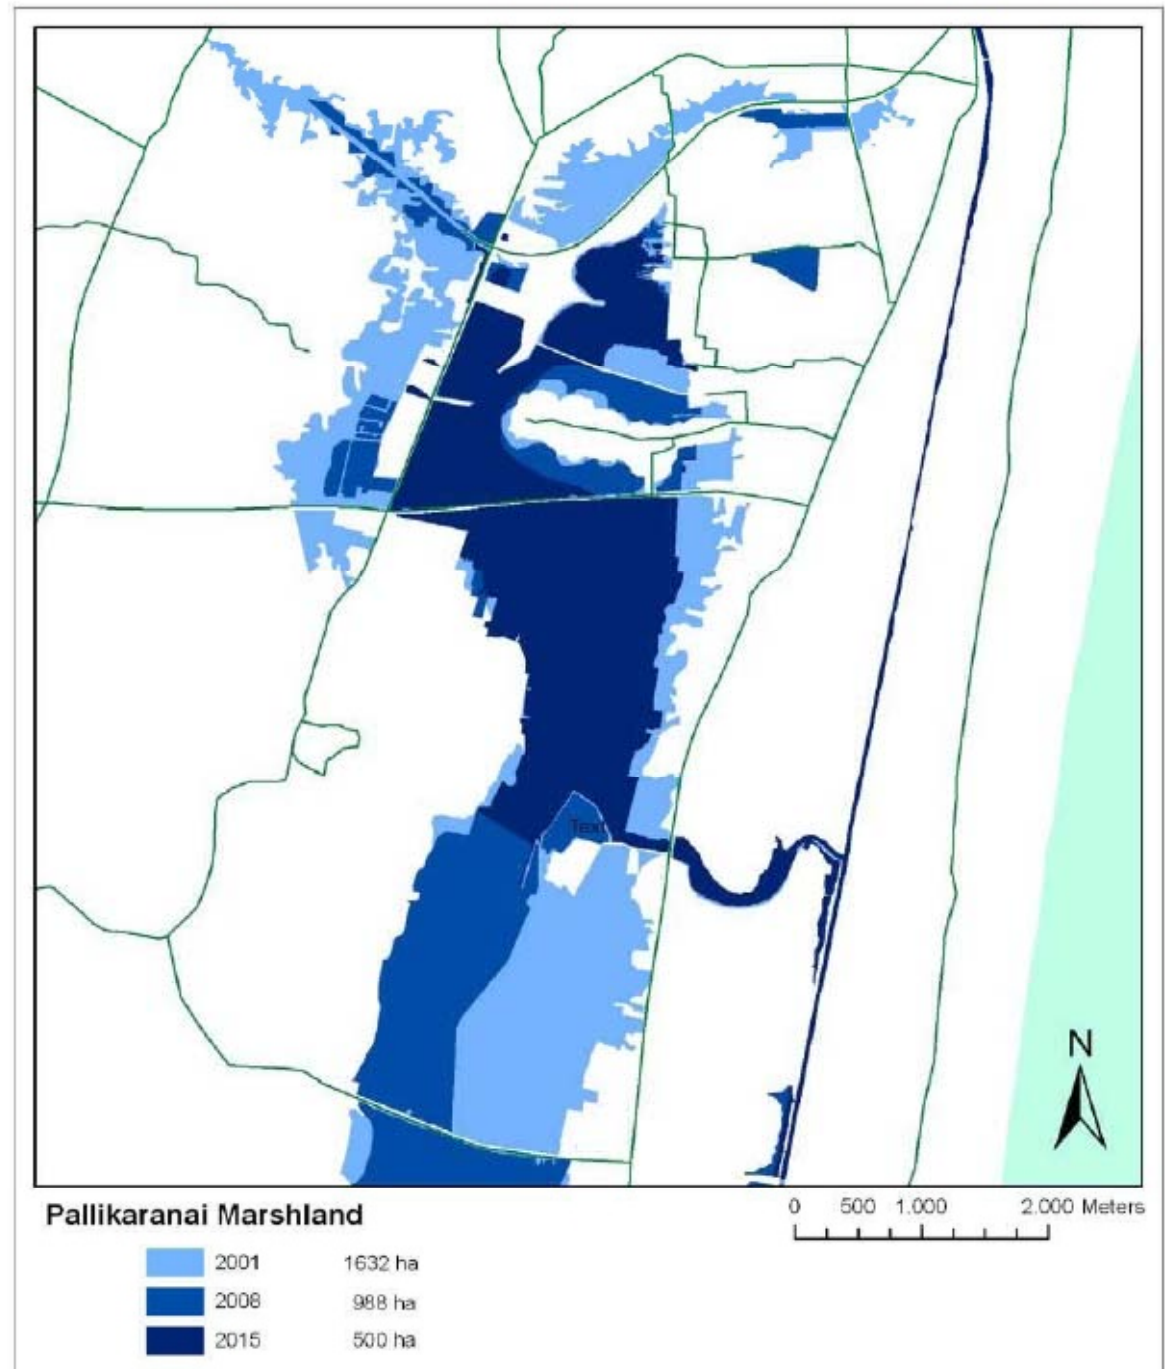 Text
N
0 500 1.000 2.000 Meters
Pallikaranai Marshland
2001 1632 ha
2008 988 ha
2015 500 ha